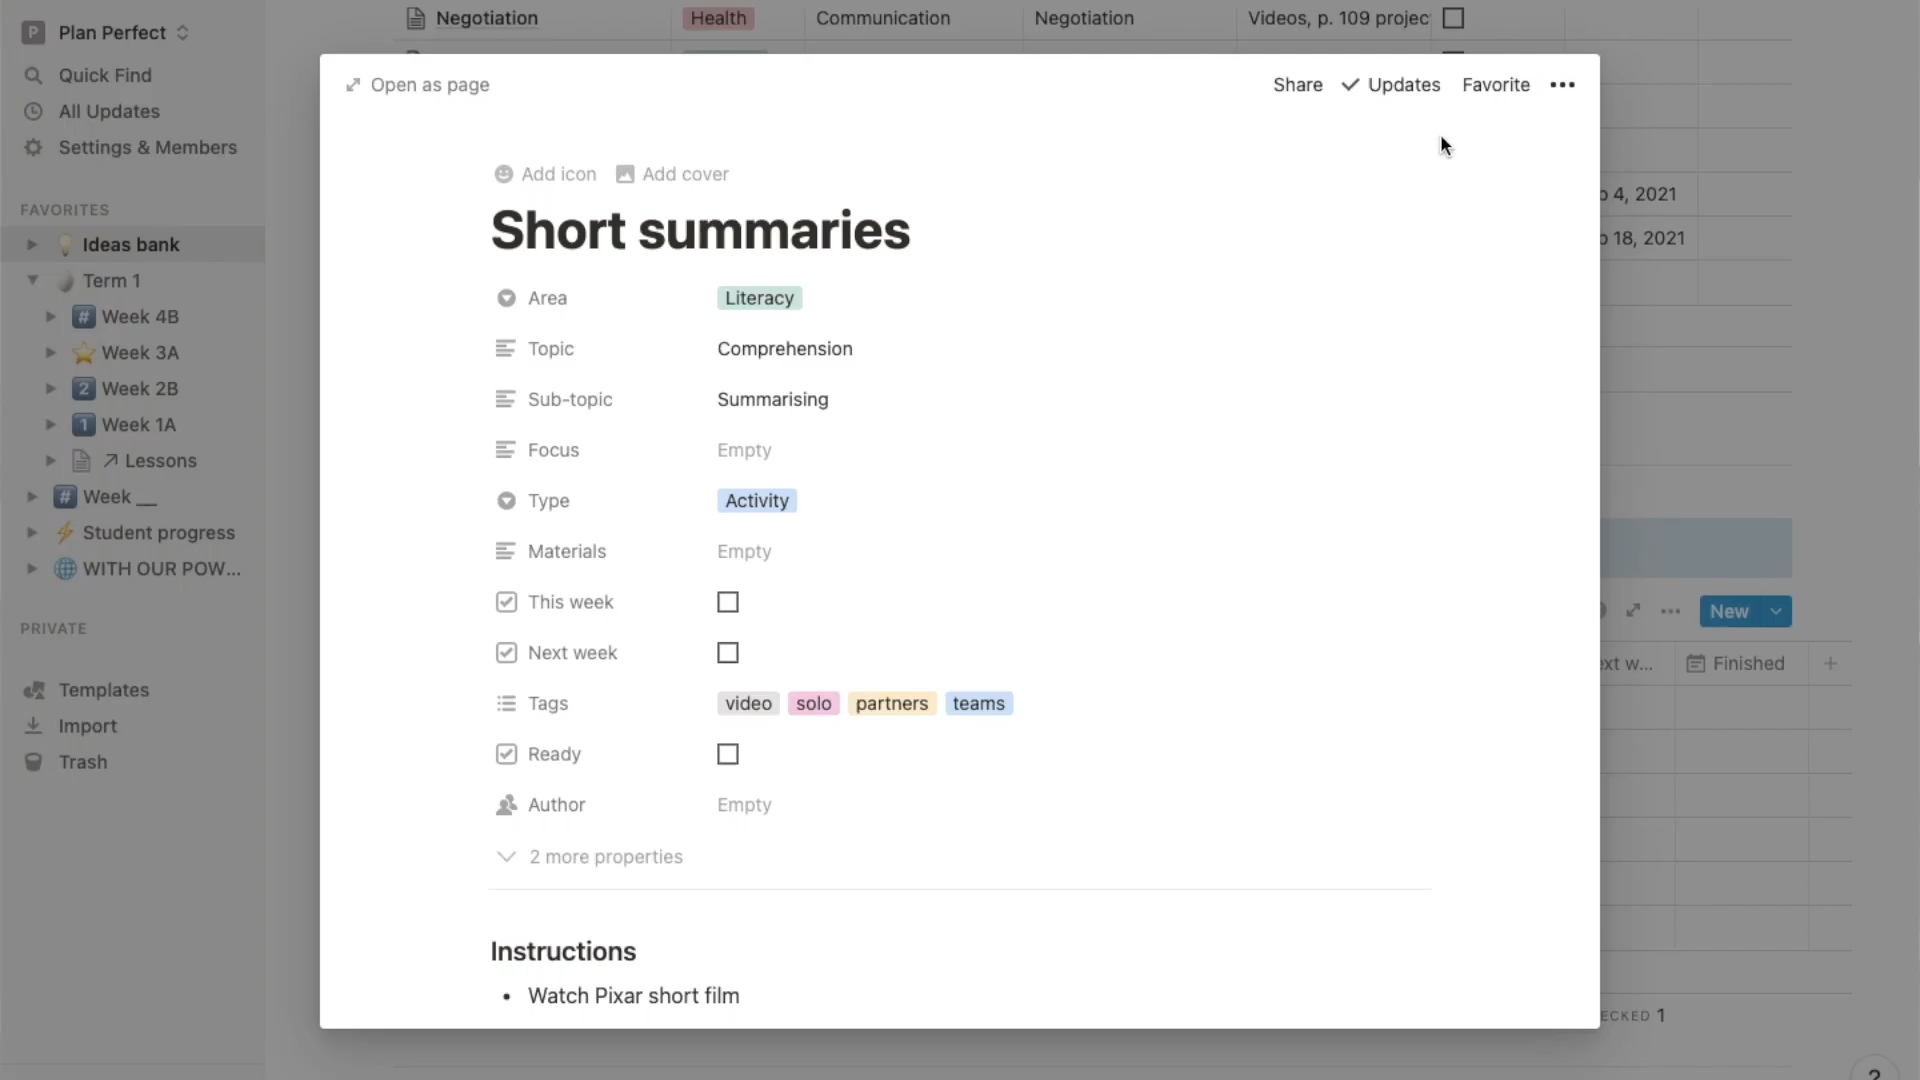 Plan Perfect
Quick Find
All Updates
Settings & Members
FAVORITES
Ideas bank
Term 1
Week 4B
Week 3A
2 Week 2B
1 Week 1A
Lessons
# Week __
Student progress
WITH OUR POW...
PRIVATE
Templates
Import
Trash
Negotiation Health Communication Negotiation Videos, p. 109 projec
Open as page
Share Updates Favorite •••
Add icon Add cover
Short summaries
Area Literacy
Topic Comprehension
Sub-topic Summarising
Focus Empty
Type Activity
Materials Empty
This week
Next week
Tags video solo partners teams
Ready
Author Empty
2 more properties
Instructions
• Watch Pixar short film
4, 2021
18, 2021
New
Finished
1
?